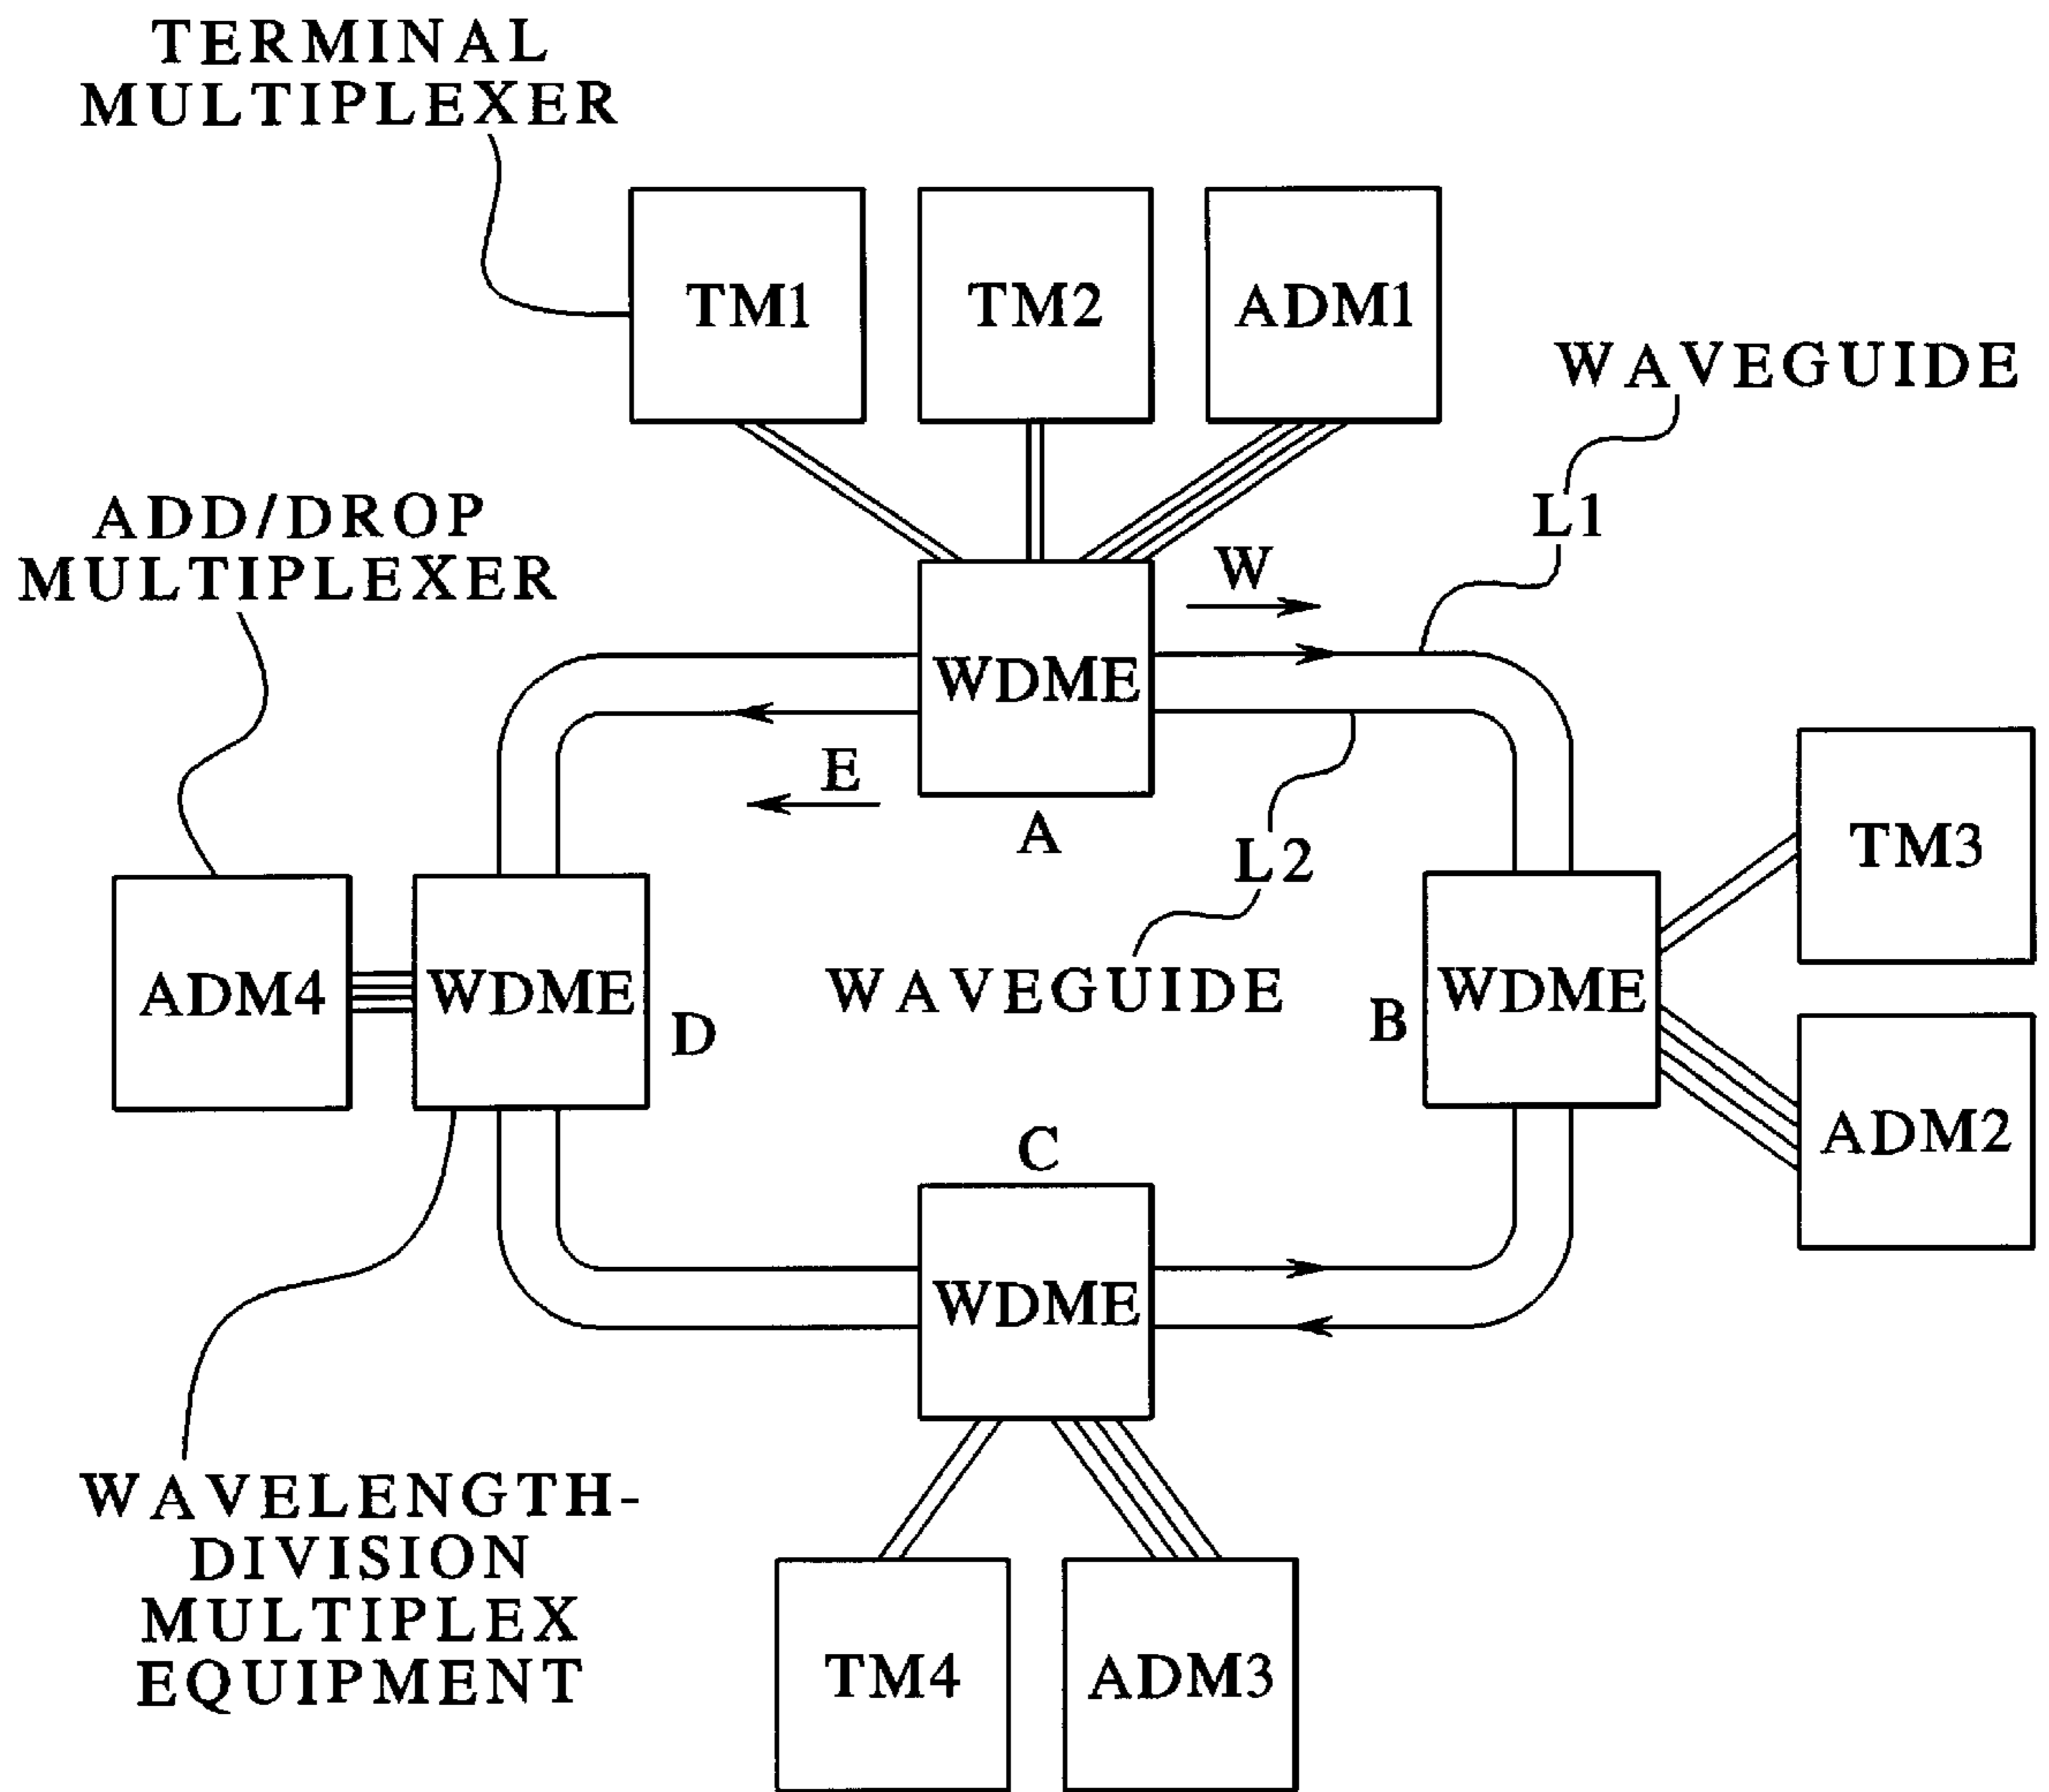 TERMINAL
MULTIPLEXER
TM1
TM2
ADM1
WAVEGUIDE
L1
ADD/DROP
MULTIPLEXER
W
WDME
E
A
L2
TM3
ADM4
WDME
D
WAVEGUIDE
B
WDME
ADM2
C
WDME
WAVELENGTH-
DIVISION
MULTIPLEX
EQUIPMENT
TM4
ADM3